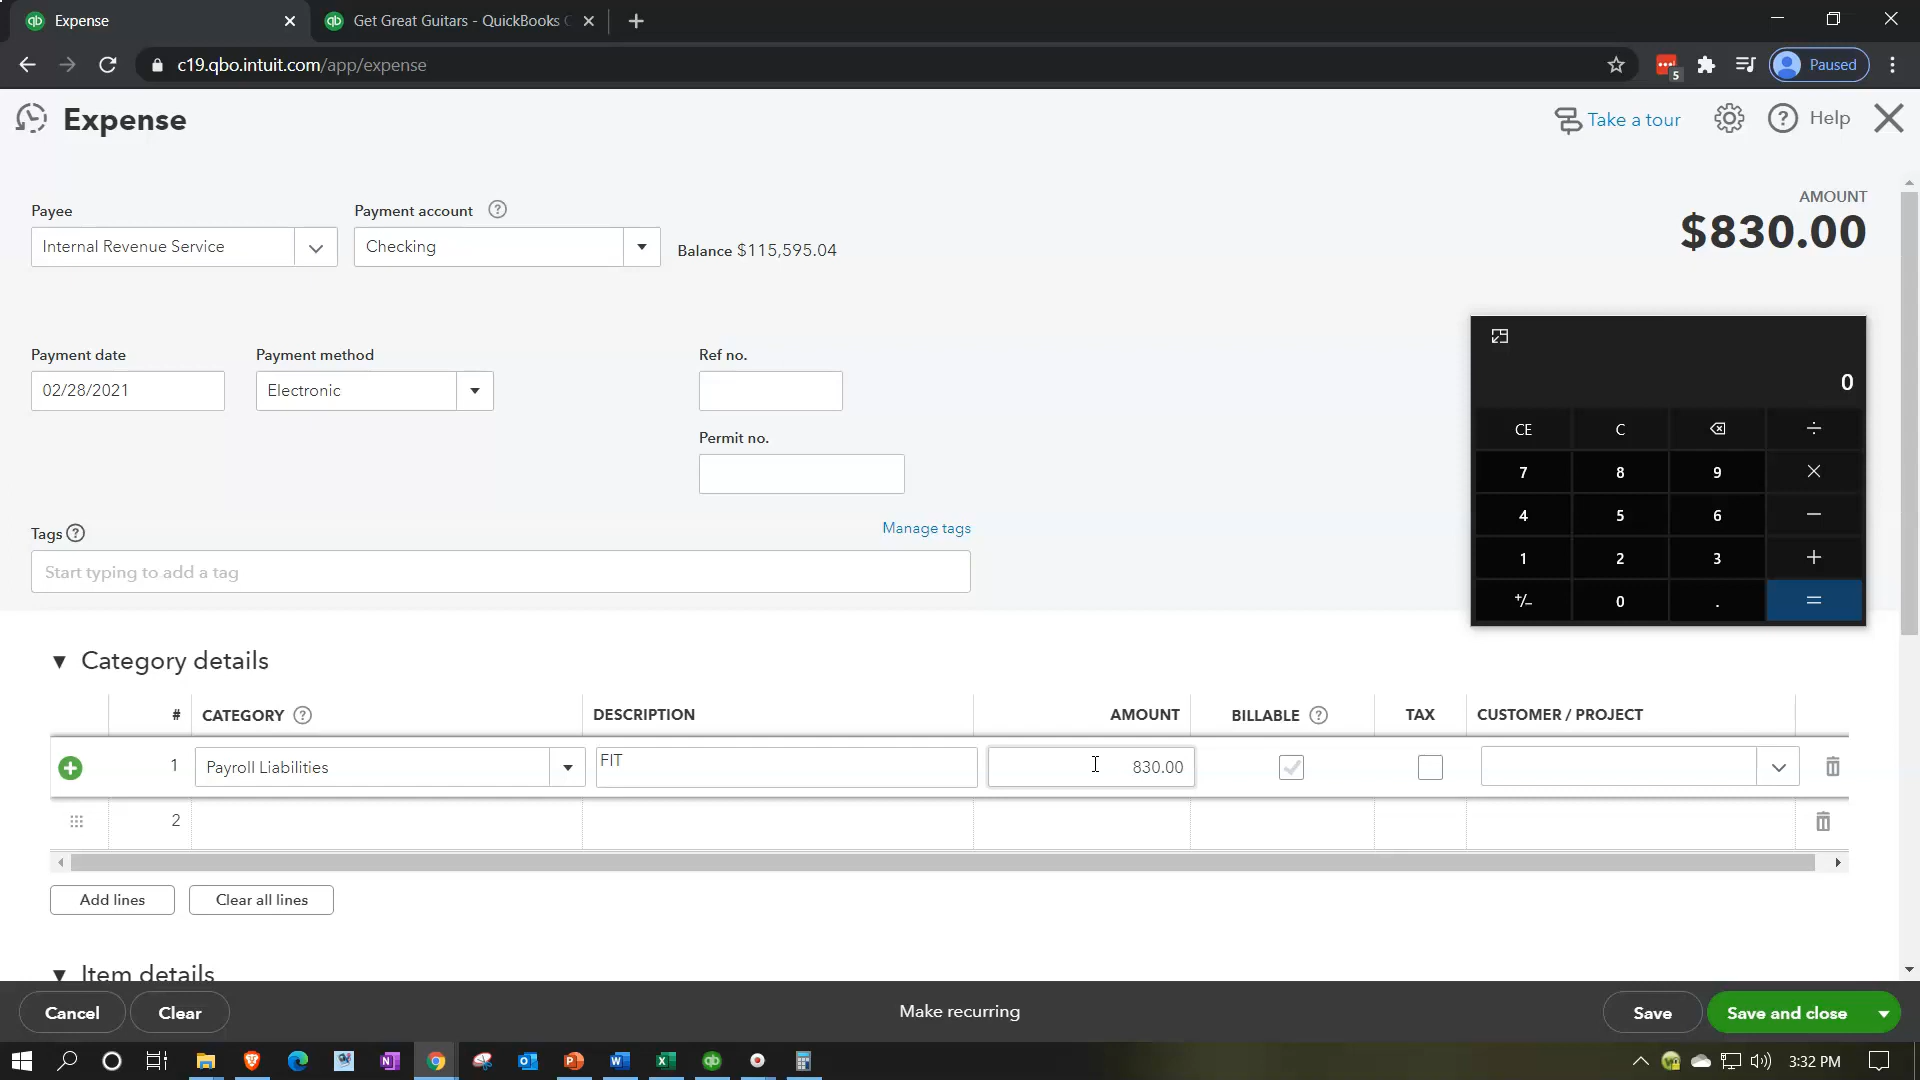 Expense
Get Great Guitars - QuickBooks
c19.qbo.intuit.com/app/expense
5
Paused
Expense
Take a tour
Help
AMOUNT
$830.00
Payee
Payment account
Internal Revenue Service
Checking
Balance $115,595.04
Payment date
Payment method
Ref no.
02/28/2021
Electronic
Permit no.
Tags
Manage tags
Start typing to add a tag
0
CE
C
÷
7
8
9
×
4
5
6
−
1
2
3
+
+/−
0
.
=
Category details
#
CATEGORY
DESCRIPTION
AMOUNT
BILLABLE
TAX
CUSTOMER / PROJECT
1
Payroll Liabilities
FIT
830.00
2
Add lines
Clear all lines
Item details
Cancel
Clear
Make recurring
Save
Save and close
3:32 PM